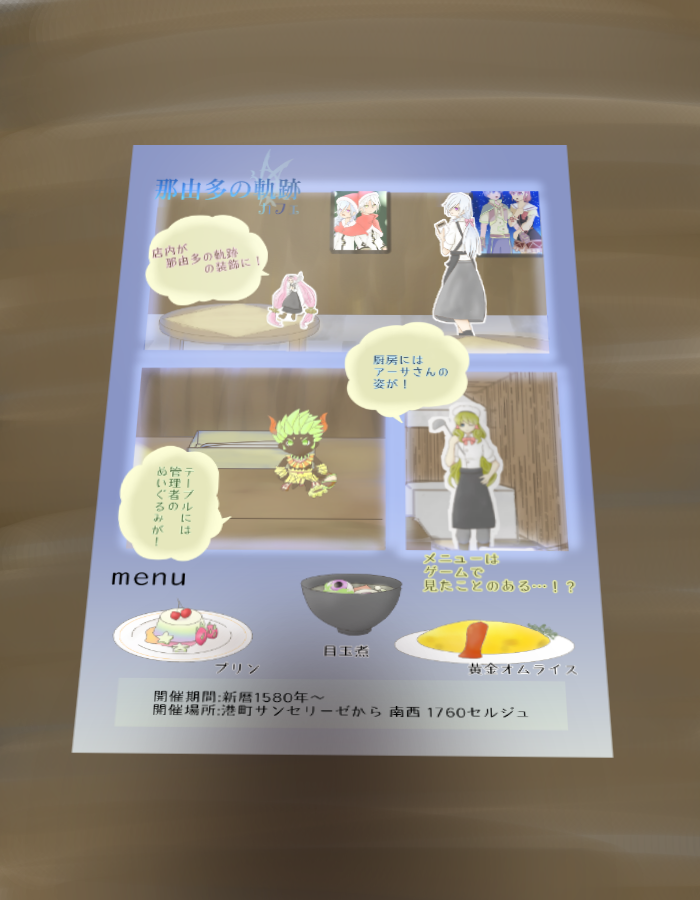 那由多の軌跡
店内が
那由多の軌跡
の装飾に！
厨房には
アーサさんの
姿が！
テーブルには
管理者の
ぬいぐるみが！
メニューは
ゲームで
見たことのある…！？
menu
プリン
目玉煮
黄金オムライス
開催期間:新暦1580年～
開催場所:港町サンセリーゼから 南西 1760セルジュ